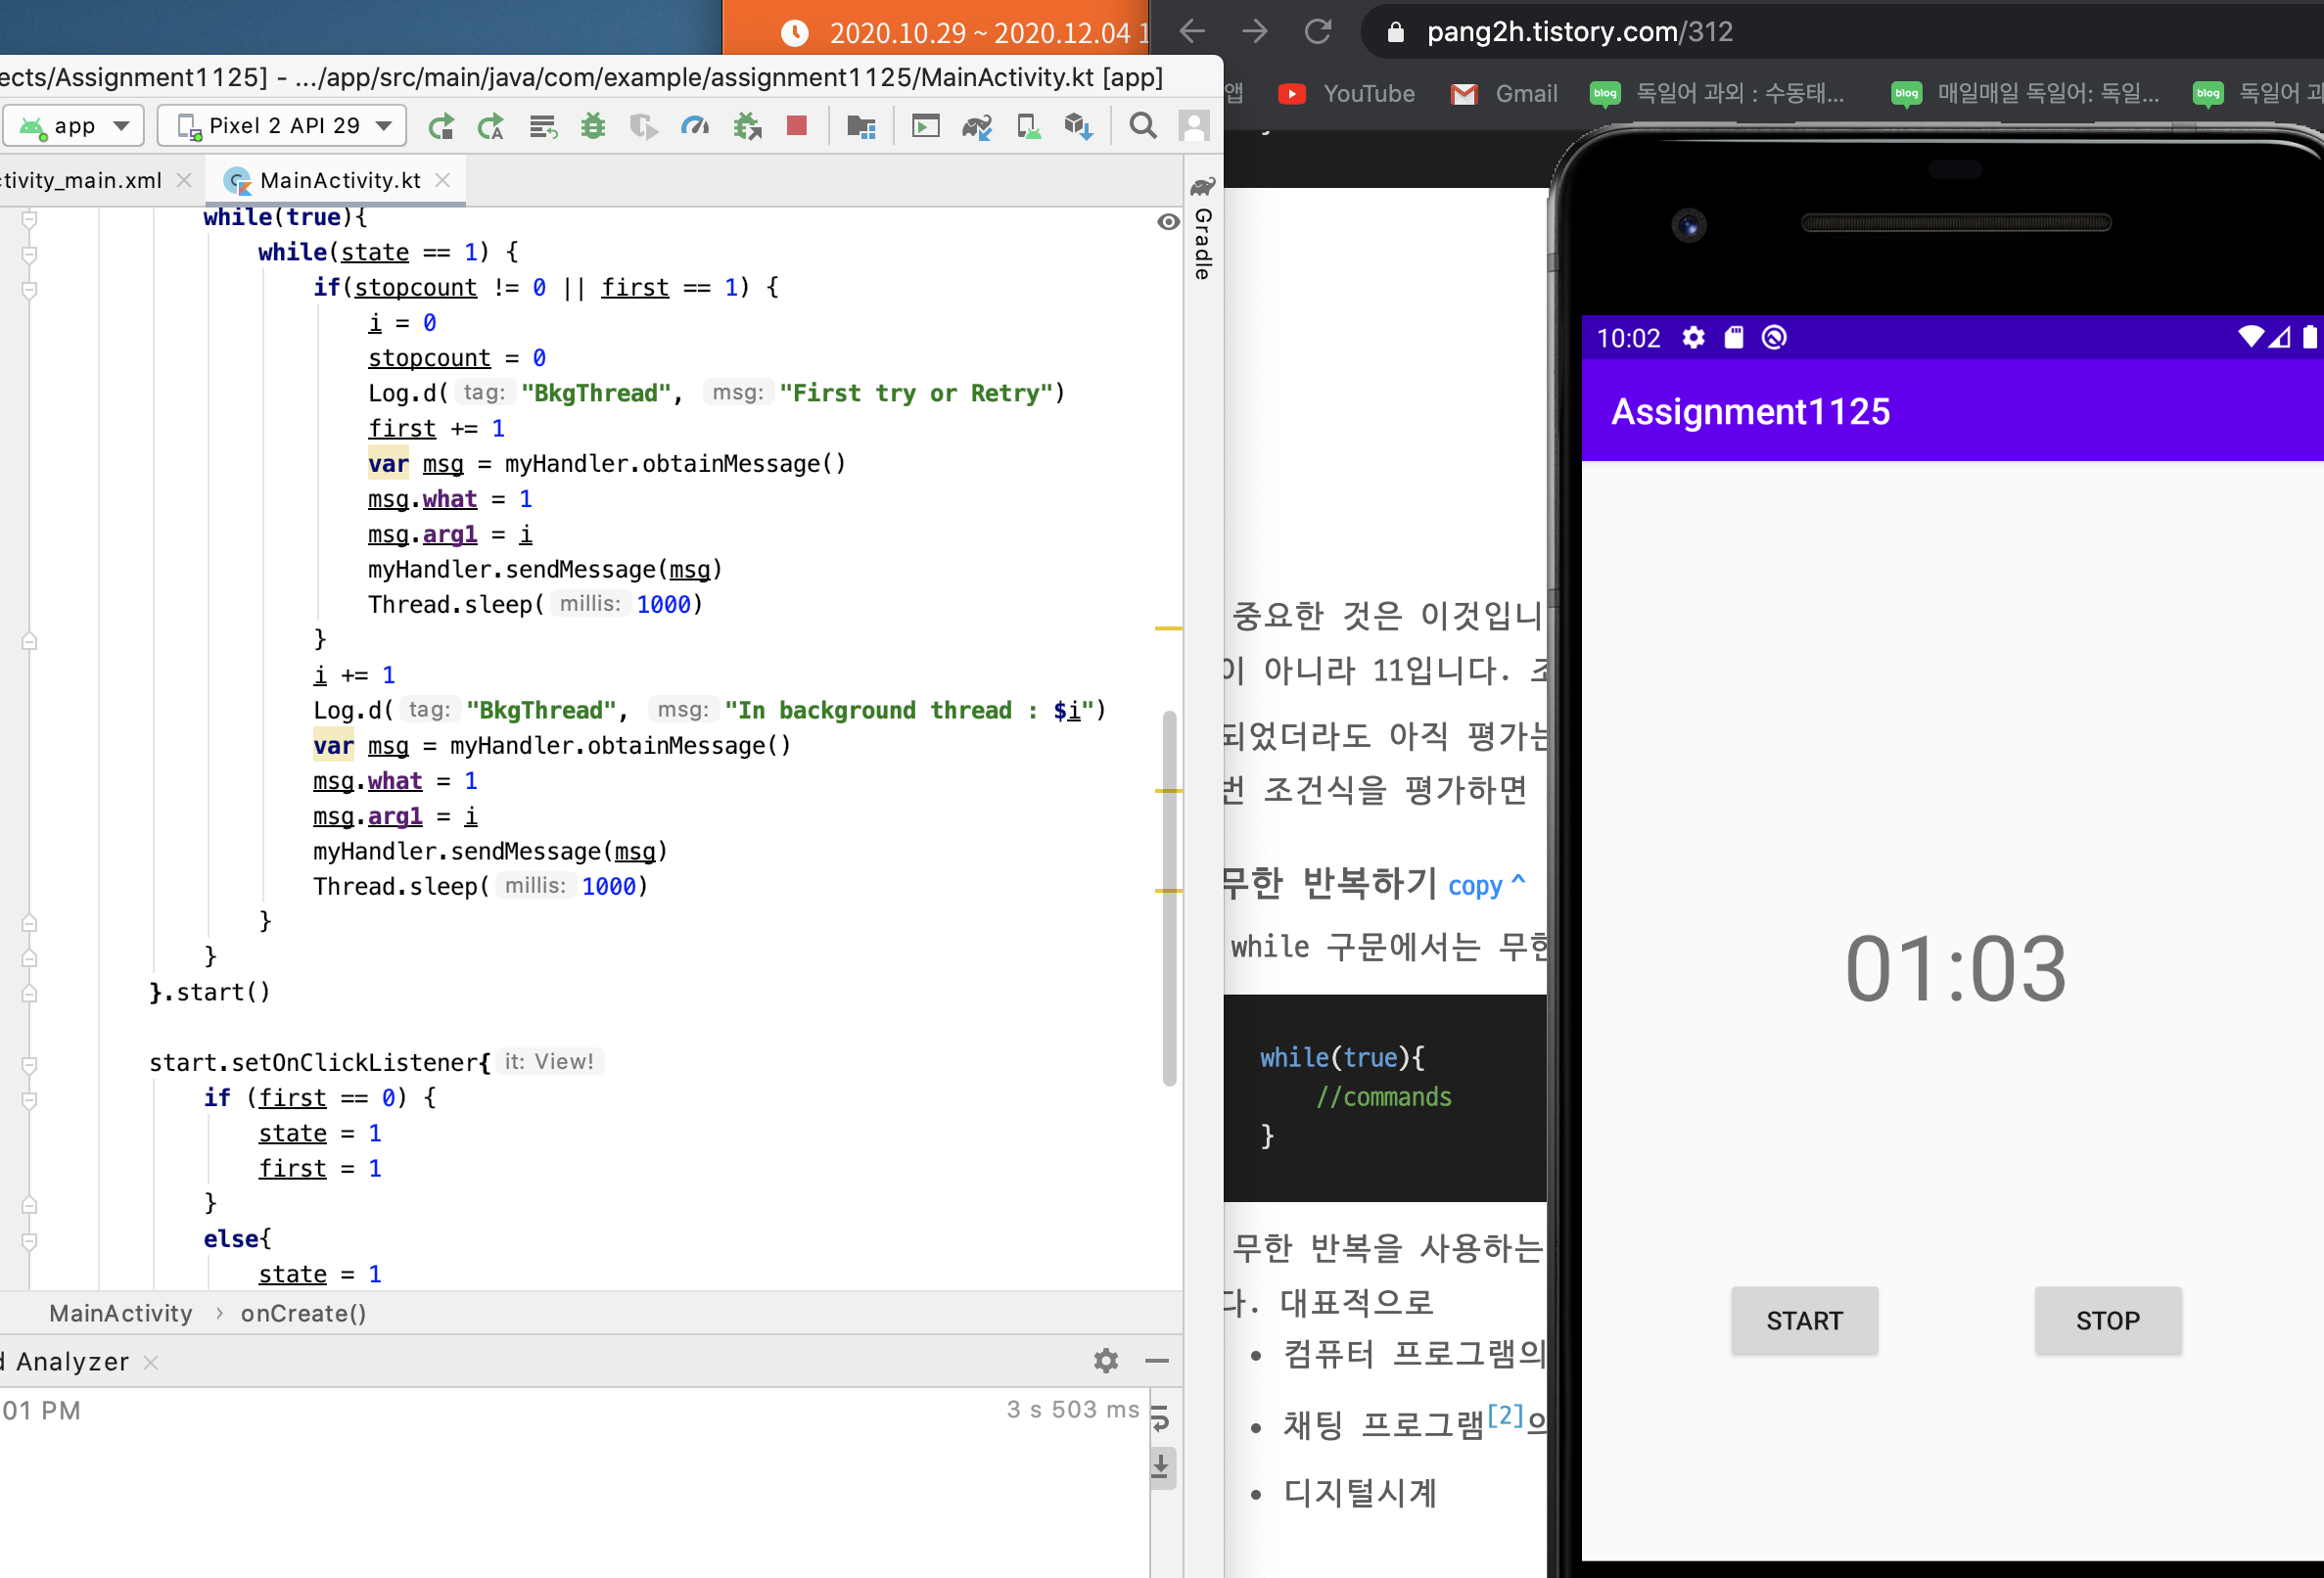 2020.10.29 ~ 2020.12.04 1
pang2h.tistory.com/312
앱
YouTube
Gmail
blog 독일어 과외 : 수동태...
blog 매일매일 독일어: 독일...
blog 독일어 과
ects/Assignment1125] - .../app/src/main/java/com/example/assignment1125/MainActivity.kt [app]
app
Pixel 2 API 29
ctivity_main.xml
MainActivity.kt
Gradle
while(true){
while(state == 1) {
if(stopcount != 0 || first == 1) {
i = 0
stopcount = 0
Log.d( tag: "BkgThread", msg: "First try or Retry")
first += 1
var msg = myHandler.obtainMessage()
msg.what = 1
msg.arg1 = i
myHandler.sendMessage(msg)
Thread.sleep( millis: 1000)
}
i += 1
Log.d( tag: "BkgThread", msg: "In background thread : $i")
var msg = myHandler.obtainMessage()
msg.what = 1
msg.arg1 = i
myHandler.sendMessage(msg)
Thread.sleep( millis: 1000)
}
}
}.start()
start.setOnClickListener{ it: View!
if (first == 0) {
state = 1
first = 1
}
else{
state = 1
MainActivity › onCreate()
d Analyzer
01 PM
3 s 503 ms
중요한 것은 이것입니
이 아니라 11입니다. 조
되었더라도 아직 평가는
번 조건식을 평가하면
무한 반복하기 copy ^
while 구문에서는 무한
while(true){
//commands
}
무한 반복을 사용하는
다. 대표적으로
• 컴퓨터 프로그램의
• 채팅 프로그램[2]의
• 디지털시계
10:02
Assignment1125
01:03
START
STOP